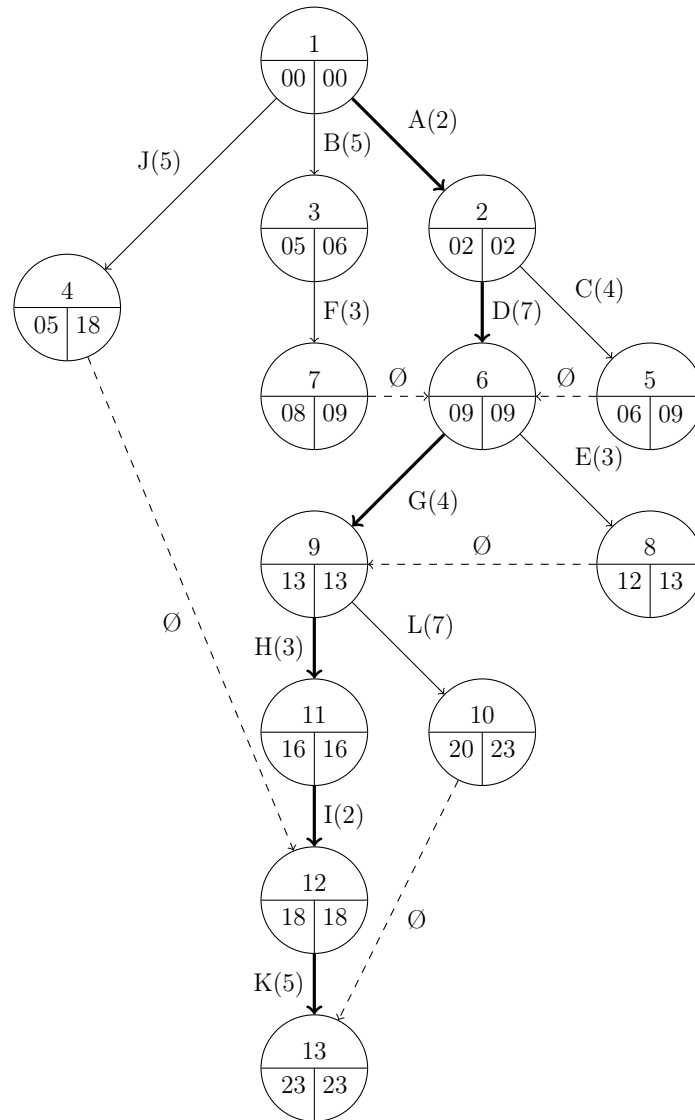 1
00 00
A(2)
B(5)
J(5)
3
05 06
2
02 02
4
05 18
C(4)
F(3)
D(7)
7
08 09
Ø
6
09 09
Ø
5
06 09
E(3)
G(4)
9
13 13
Ø
8
12 13
Ø
H(3)
L(7)
11
16 16
10
20 23
I(2)
12
18 18
Ø
K(5)
13
23 23